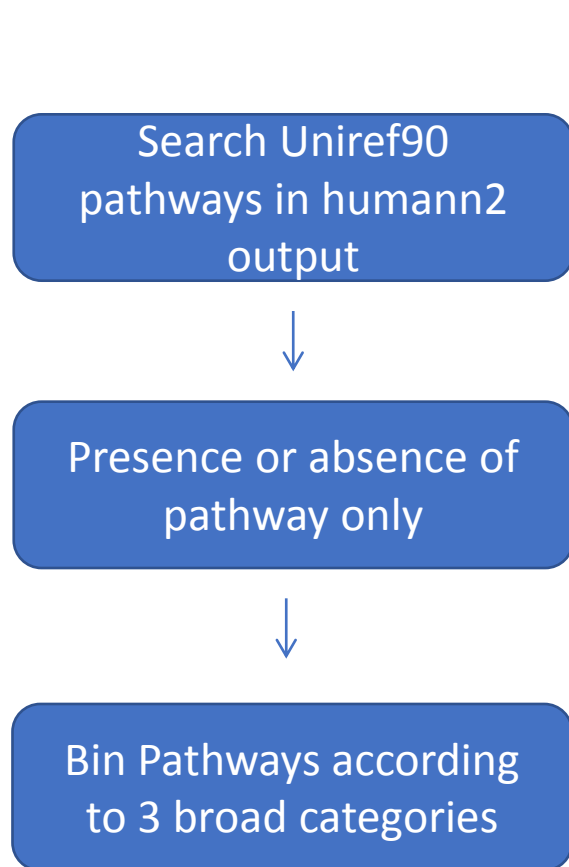 Search Uniref90
pathways in humann2
output
Presence or absence of
pathway only
Bin Pathways according
to 3 broad categories